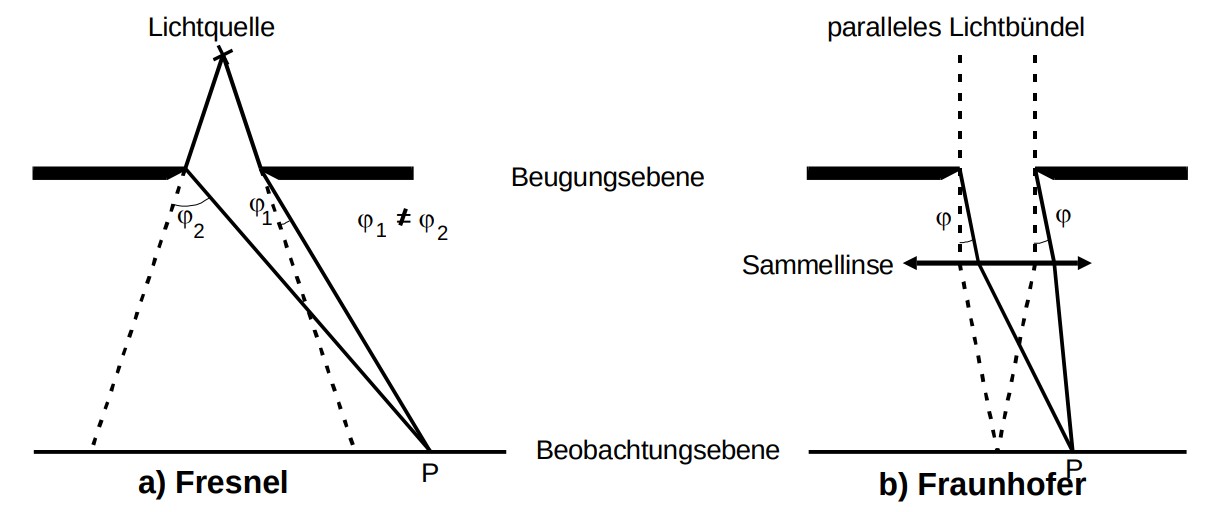 Lichtquelle
paralleles Lichtbündel
Beugungsebene
φ2
φ1
φ1 ≠ φ2
φ
φ
Sammellinse
Beobachtungsebene
P
P
a) Fresnel
b) Fraunhofer